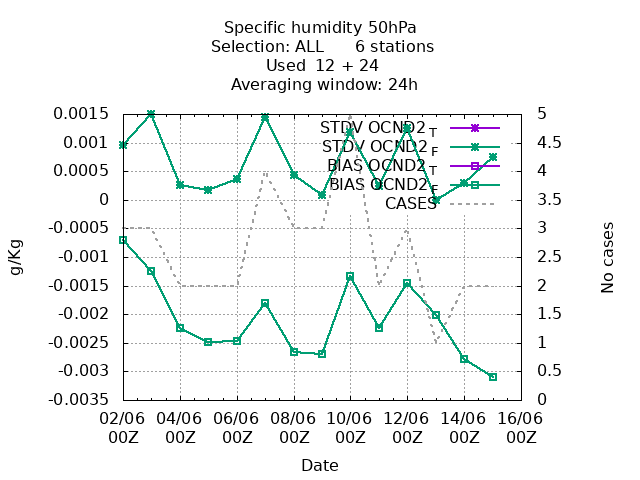 Specific humidity 50hPa
Selection: ALL 6 stations
Used 12 + 24
Averaging window: 24h
STDV OCND2 T
STDV OCND2 F
BIAS OCND2 T
BIAS OCND2 F
CASES
0.0015
0.001
0.0005
0
-0.0005
-0.001
-0.0015
-0.002
-0.0025
-0.003
-0.0035
g/Kg
5
4.5
4
3.5
3
2.5
2
1.5
1
0.5
0
No cases
02/06 04/06 06/06 08/06 10/06 12/06 14/06 16/06
00Z 00Z 00Z 00Z 00Z 00Z 00Z 00Z
Date